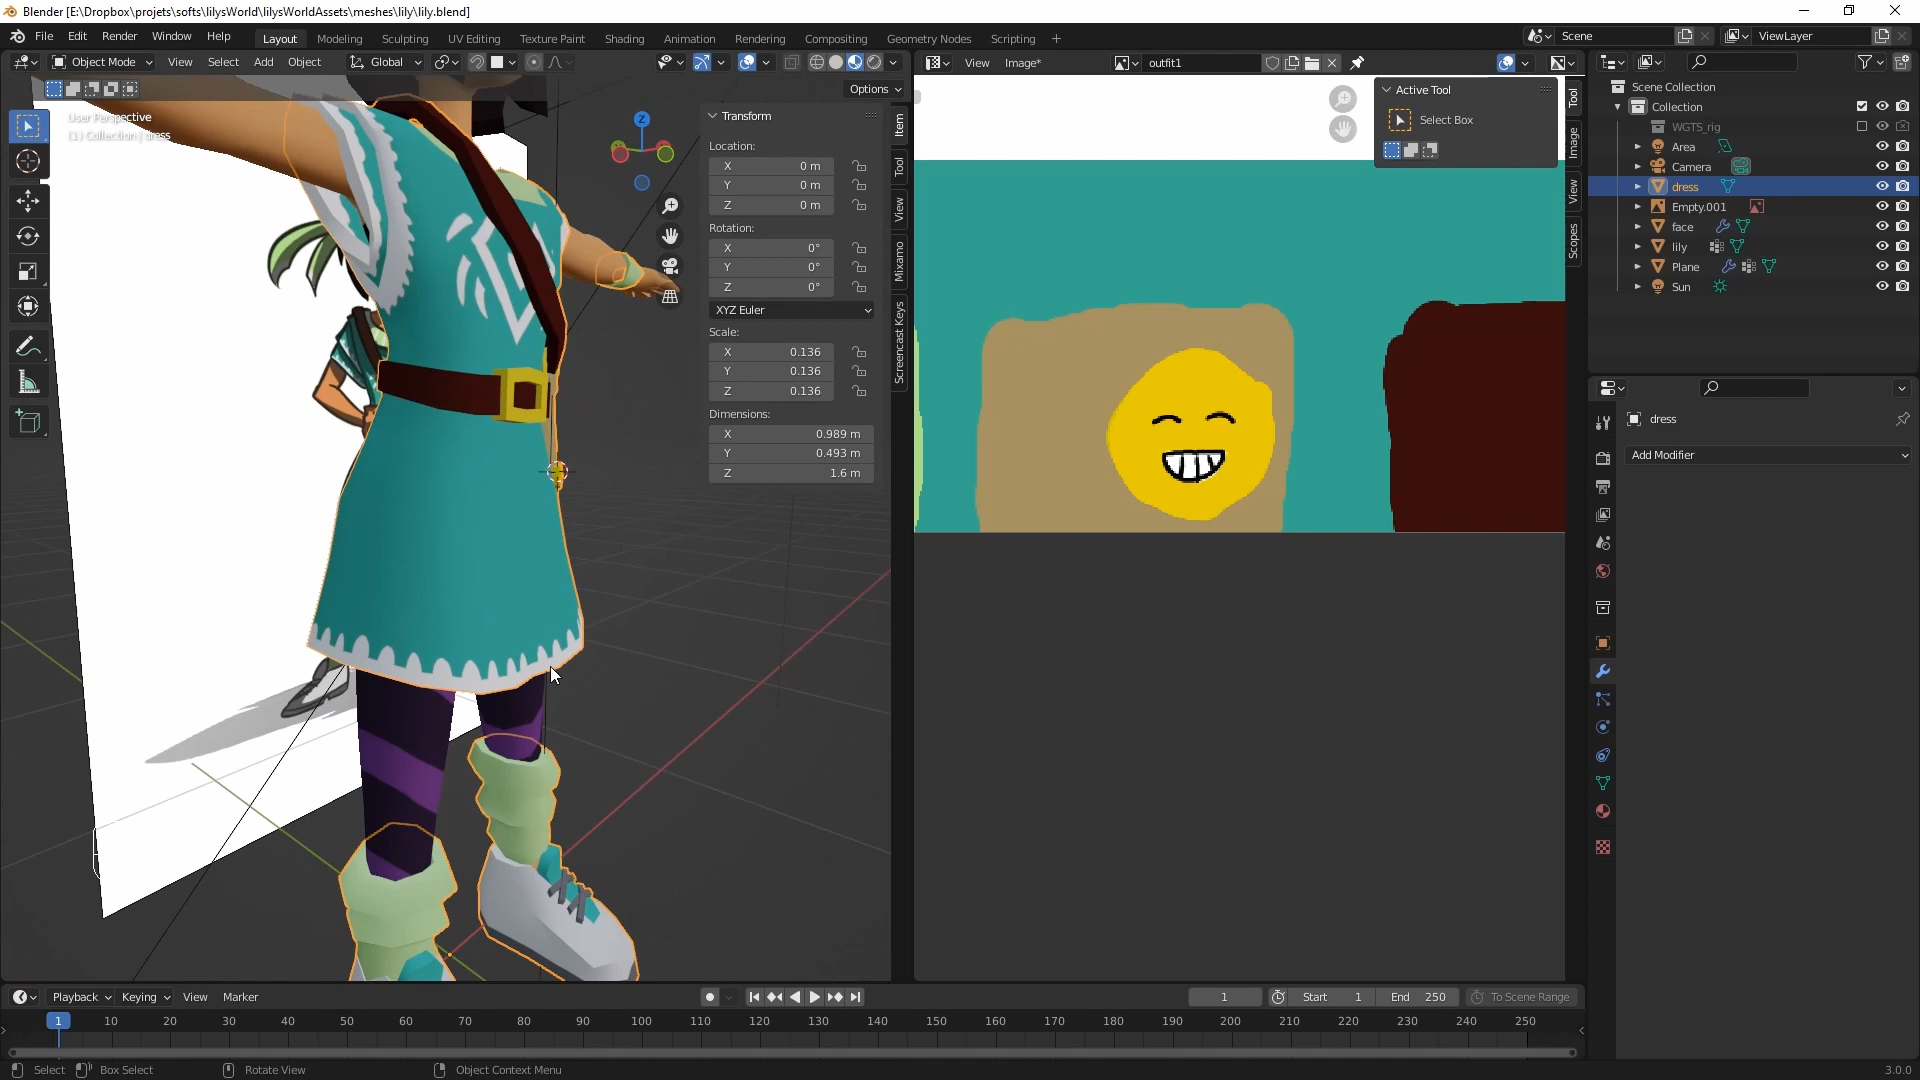 Blender [E:\Dropbox\projets\softs\lilysWorld\lilysWorldAssets\meshes\lily\lily.blend]
File Edit Render Window Help
Layout Modeling Sculpting UV Editing Texture Paint Shading Animation Rendering Compositing Geometry Nodes Scripting +
Scene
ViewLayer
Object Mode View Select Add Object Global
View Image* outfit1
Options
User Perspective
(1) Collection | dress
Z
Transform
Location:
X 0 m
Y 0 m
Z 0 m
Rotation:
X 0°
Y 0°
Z 0°
XYZ Euler
Scale:
X 0.136
Y 0.136
Z 0.136
Dimensions:
X 0.989 m
Y 0.493 m
Z 1.6 m
Item
Tool
View
Mixamo
Screencast Keys
Active Tool
Select Box
Tool
Image
View
Scopes
Scene Collection
Collection
WGTS_rig
Area
Camera
dress
Empty.001
face
lily
Plane
Sun
dress
Add Modifier
Playback Keying View Marker
1 Start 1 End 250 To Scene Range
1 10 20 30 40 50 60 70 80 90 100 110 120 130 140 150 160 170 180 190 200 210 220 230 240 250
Select Box Select Rotate View Object Context Menu 3.0.0